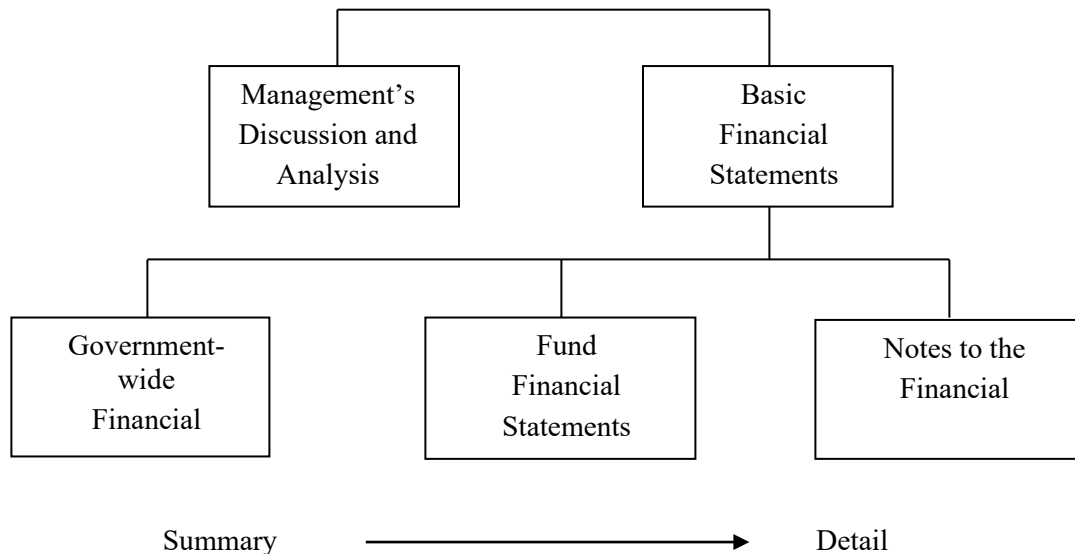 Management’s
Discussion and
Analysis
Basic
Financial
Statements
Government-
wide
Financial
Fund
Financial
Statements
Notes to the
Financial
Summary
Detail